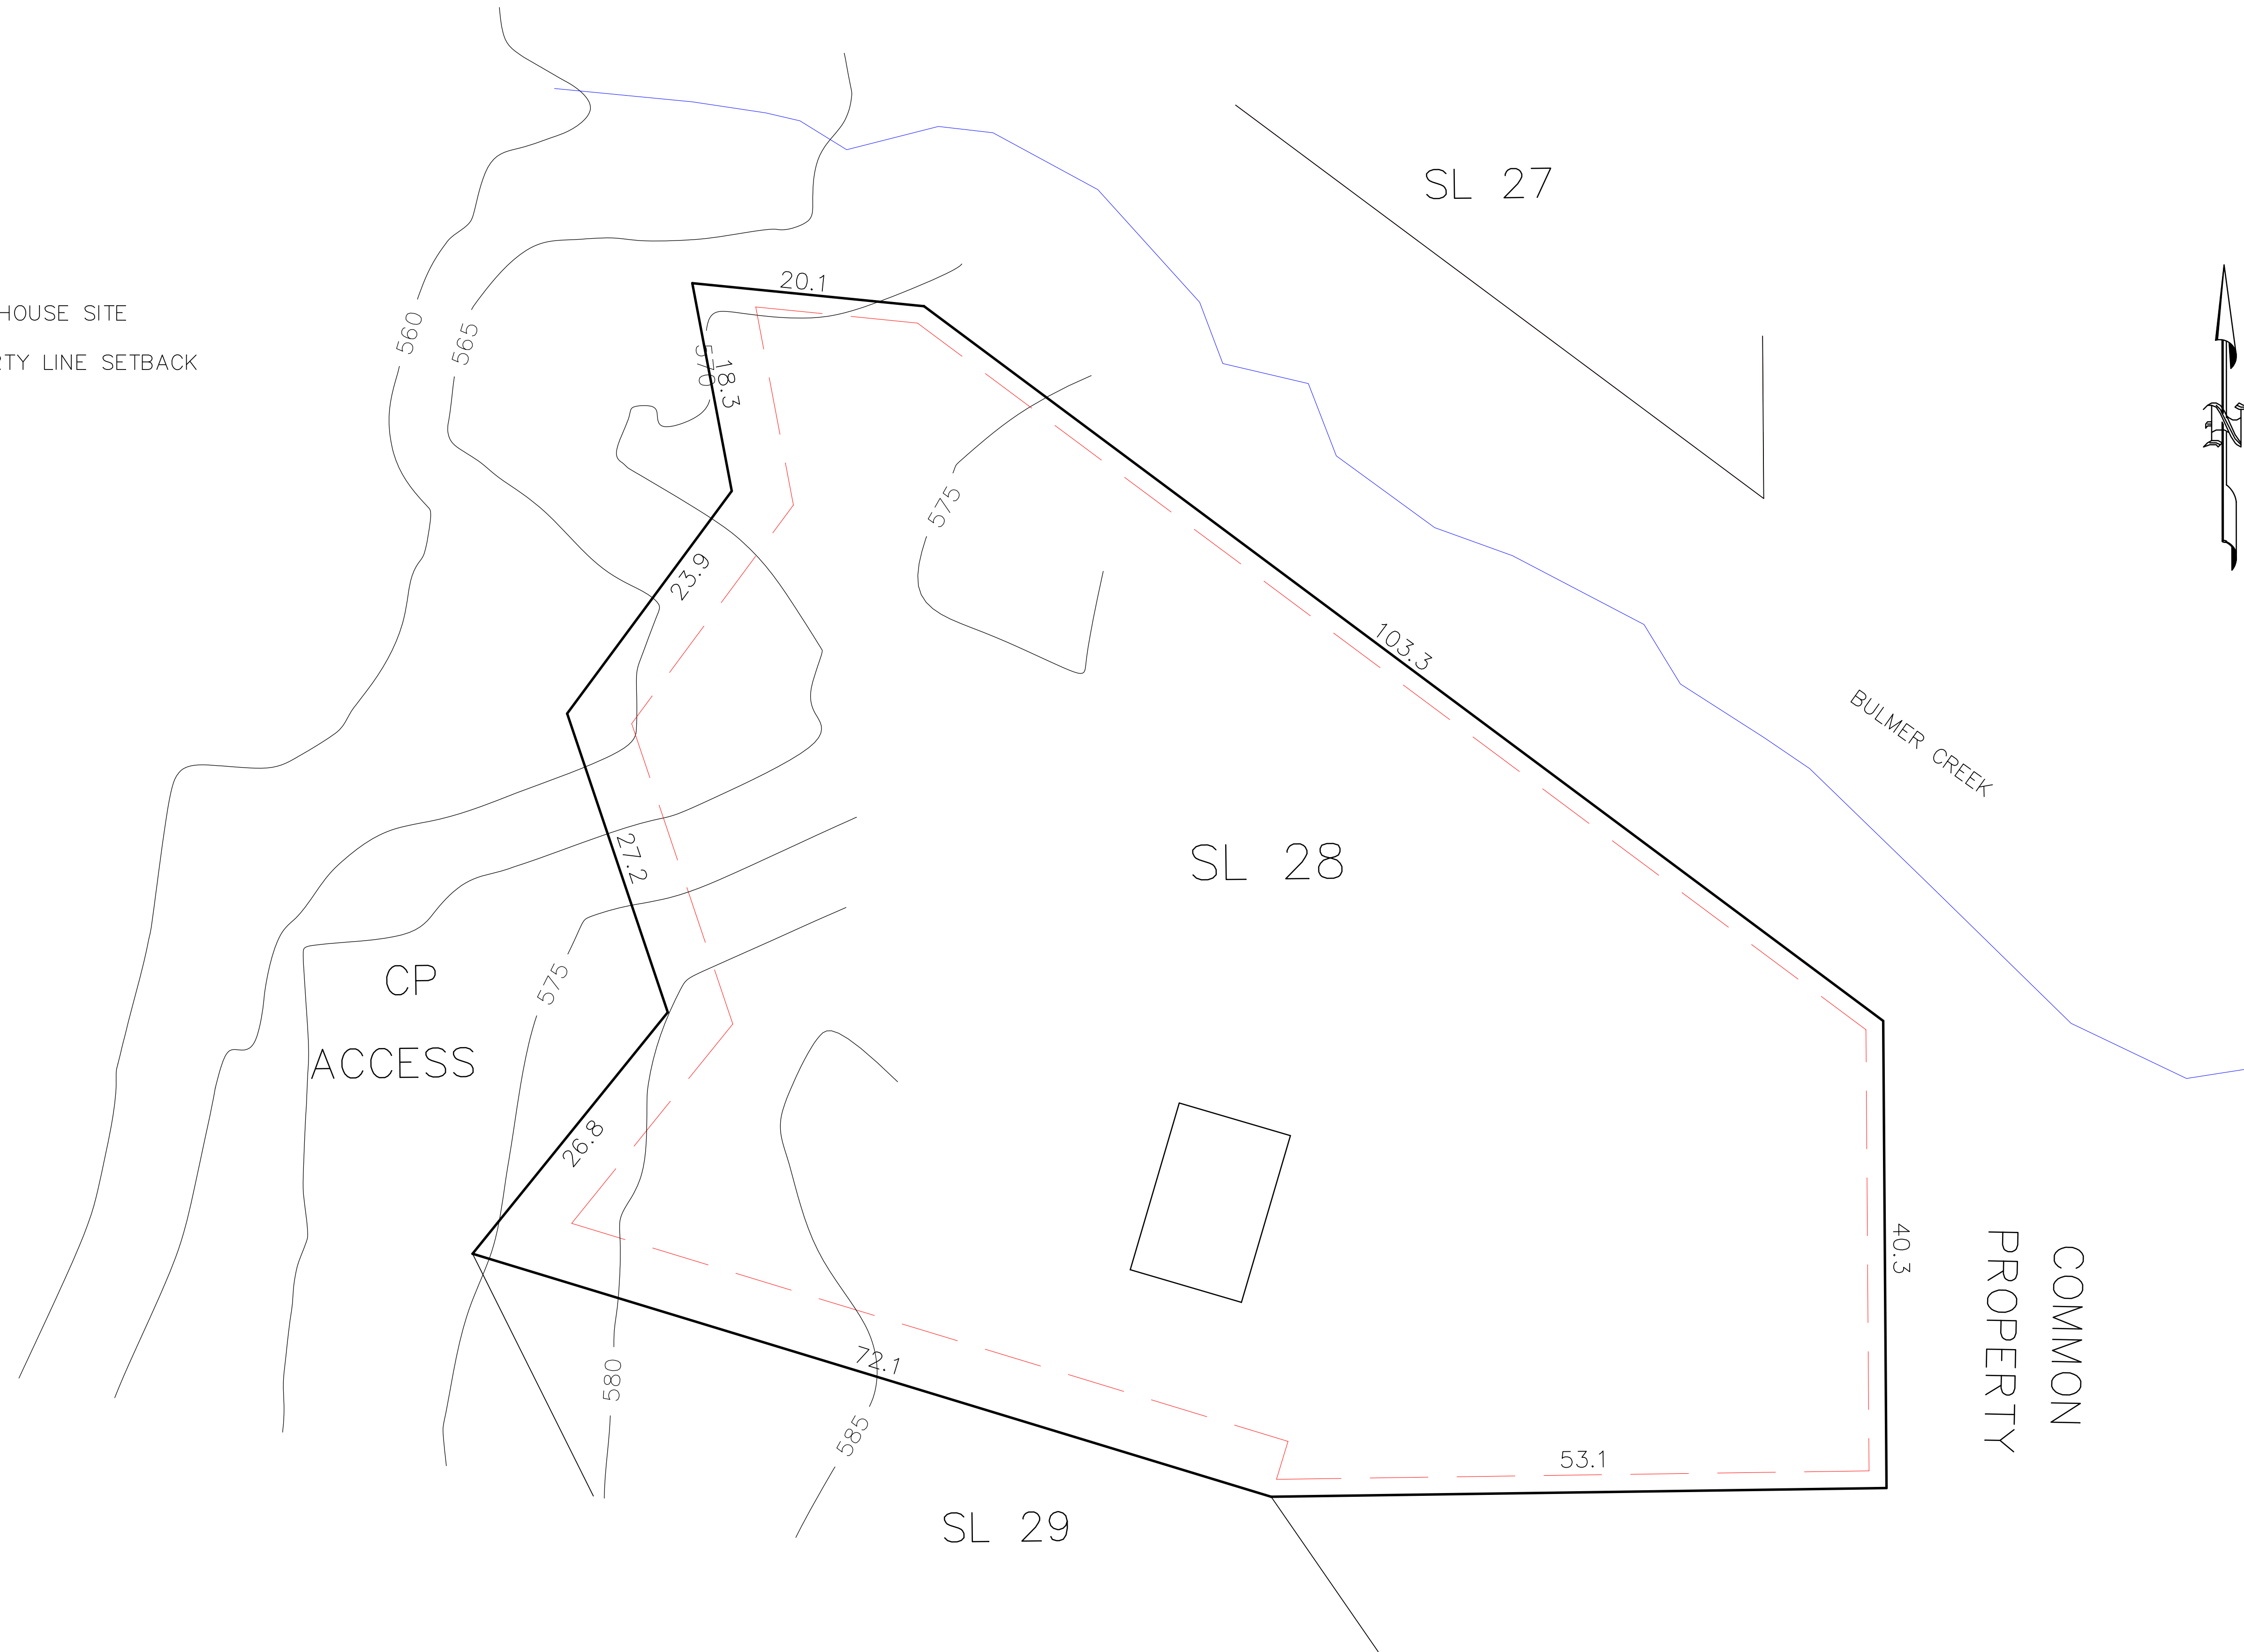 SL 27
20.1
HOUSE SITE
560
565
RTY LINE SETBACK
570
18.3
N
575
23.9
103.3
BULMER CREEK
27.2
SL 28
CP
575
ACCESS
26.8
40.3
COMMON
PROPERTY
580
72.1
585
53.1
SL 29